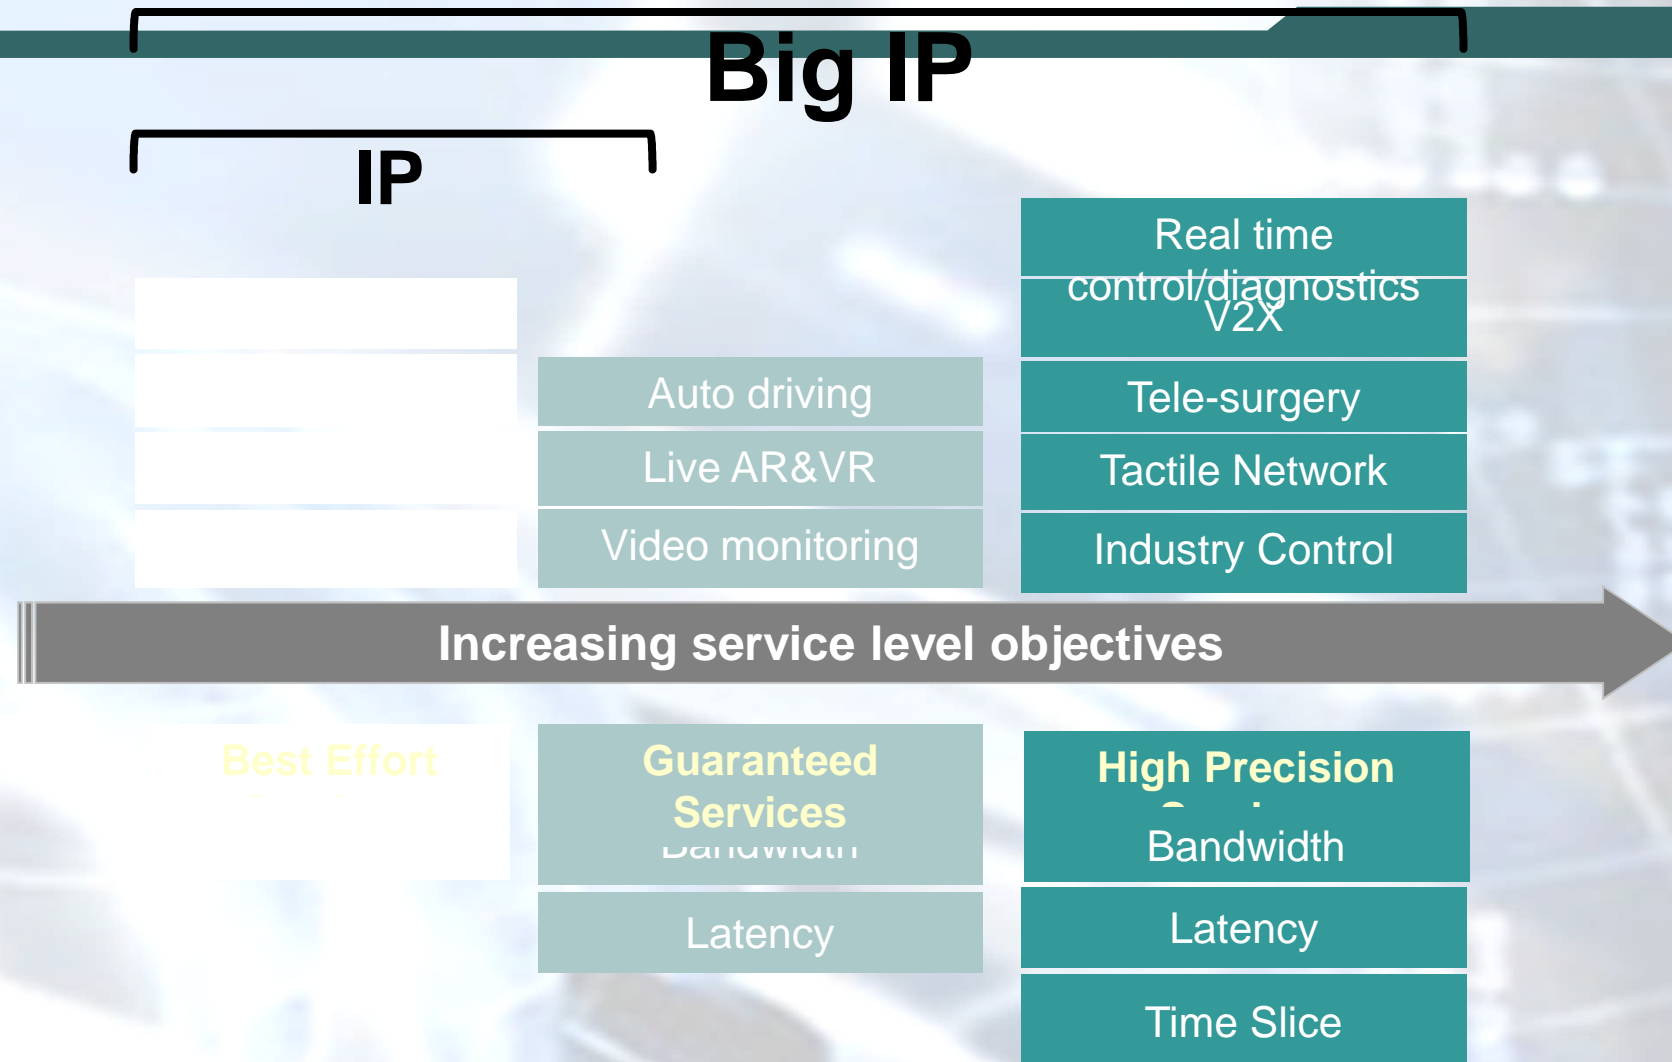 Big IP
IP
Real time
control/diagnostics
V2X
Auto driving
Tele-surgery
Live AR&VR
Tactile Network
Video monitoring
Industry Control
Increasing service level objectives
Best Effort
Guaranteed
Services
Bandwidth
Latency
High Precision
Bandwidth
Latency
Time Slice